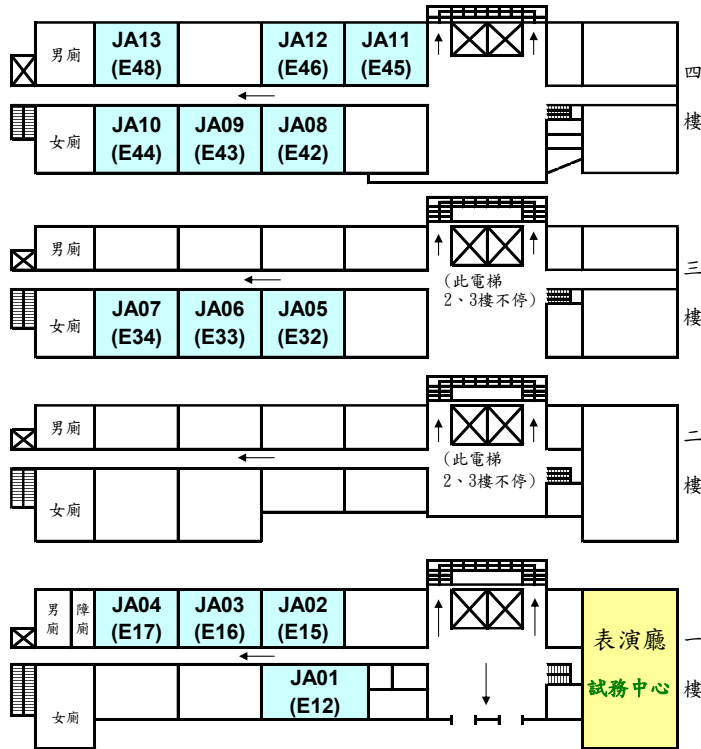 男廁
JA13
(E48)
JA12
(E46)
JA11
(E45)
四
樓
女廁
JA10
(E44)
JA09
(E43)
JA08
(E42)
男廁
(此電梯
2、3樓不停)
三
樓
女廁
JA07
(E34)
JA06
(E33)
JA05
(E32)
男廁
(此電梯
2、3樓不停)
二
樓
女廁
男廁
障廁
JA04
(E17)
JA03
(E16)
JA02
(E15)
表演廳
試務中心
一
樓
女廁
JA01
(E12)